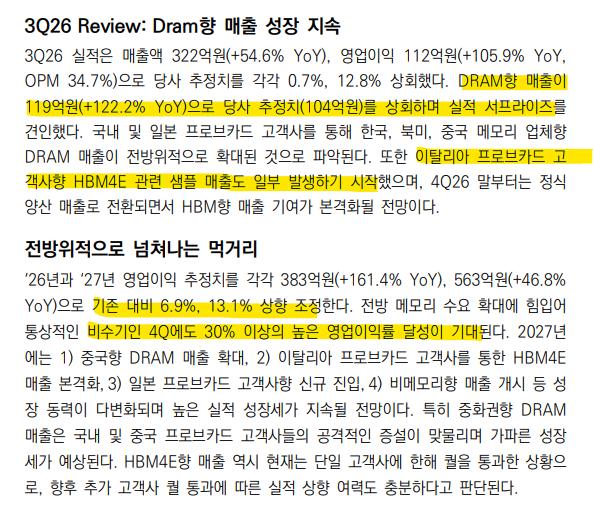 3Q26 Review: Dram향 매출 성장 지속
3Q26 실적은 매출액 322억원(+54.6% YoY), 영업이익 112억원(+105.9% YoY,
OPM 34.7%)으로 당사 추정치를 각각 0.7%, 12.8% 상회했다. DRAM향 매출이
119억원(+122.2% YoY)으로 당사 추정치(104억원)를 상회하며 실적 서프라이즈를
견인했다. 국내 및 일본 프로브카드 고객사를 통해 한국, 북미, 중국 메모리 업체향
DRAM 매출이 전방위적으로 확대된 것으로 파악된다. 또한 이탈리아 프로브카드 고
객사향 HBM4E 관련 샘플 매출도 일부 발생하기 시작했으며, 4Q26 말부터는 정식
양산 매출로 전환되면서 HBM향 매출 기여가 본격화될 전망이다.
전방위적으로 넘쳐나는 먹거리
'26년과 '27년 영업이익 추정치를 각각 383억원(+161.4% YoY), 563억원(+46.8%
YoY)으로 기존 대비 6.9%, 13.1% 상향 조정한다. 전방 메모리 수요 확대에 힘입어
통상적인 비수기인 4Q에도 30% 이상의 높은 영업이익률 달성이 기대된다. 2027년
에는 1) 중국향 DRAM 매출 확대, 2) 이탈리아 프로브카드 고객사를 통한 HBM4E
매출 본격화, 3) 일본 프로브카드 고객사향 신규 진입, 4) 비메모리향 매출 개시 등 성
장 동력이 다변화되며 높은 실적 성장세가 지속될 전망이다. 특히 중화권향 DRAM
매출은 국내 및 중국 프로브카드 고객사들의 공격적인 증설이 맞물리며 가파른 성장
세가 예상된다. HBM4E향 매출 역시 현재는 단일 고객사에 한해 퀄을 통과한 상황으
로, 향후 추가 고객사 퀄 통과에 따른 실적 상향 여력도 충분하다고 판단된다.